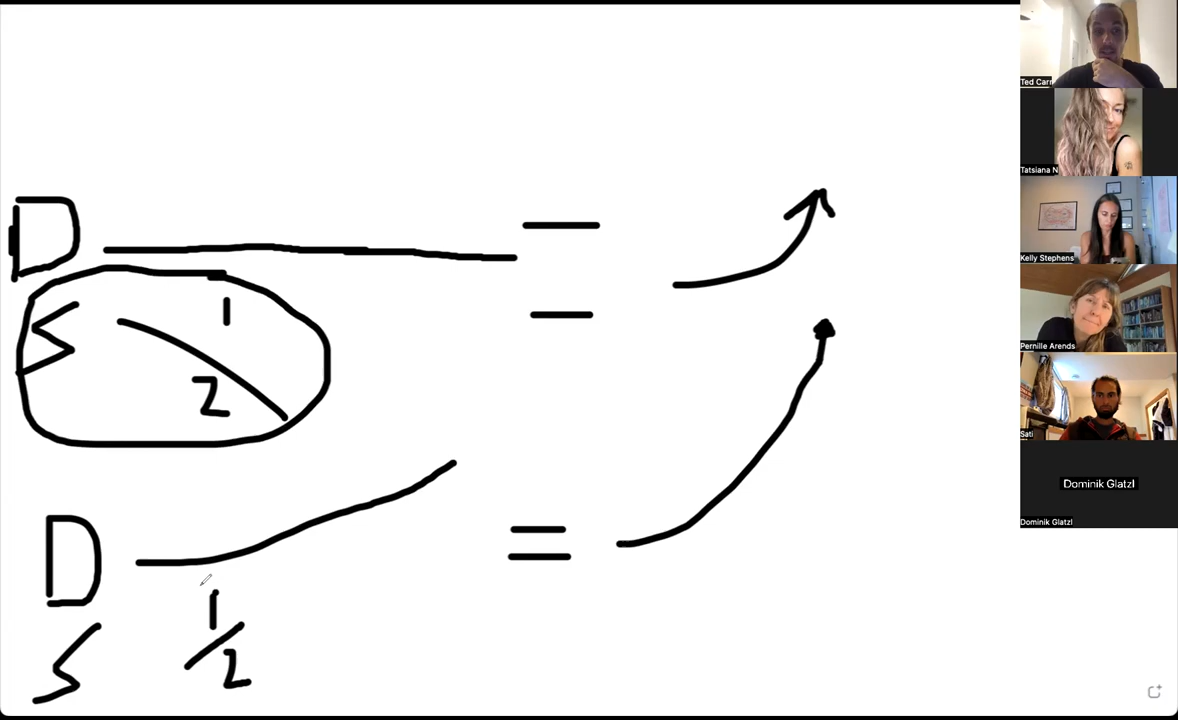 D
S 1
2
=
D
=
S 1/2
Ted Carr
Tatsiana N
Kelly Stephens
Pernille Arends
Sati
Dominik Glatzl
Dominik Glatzl